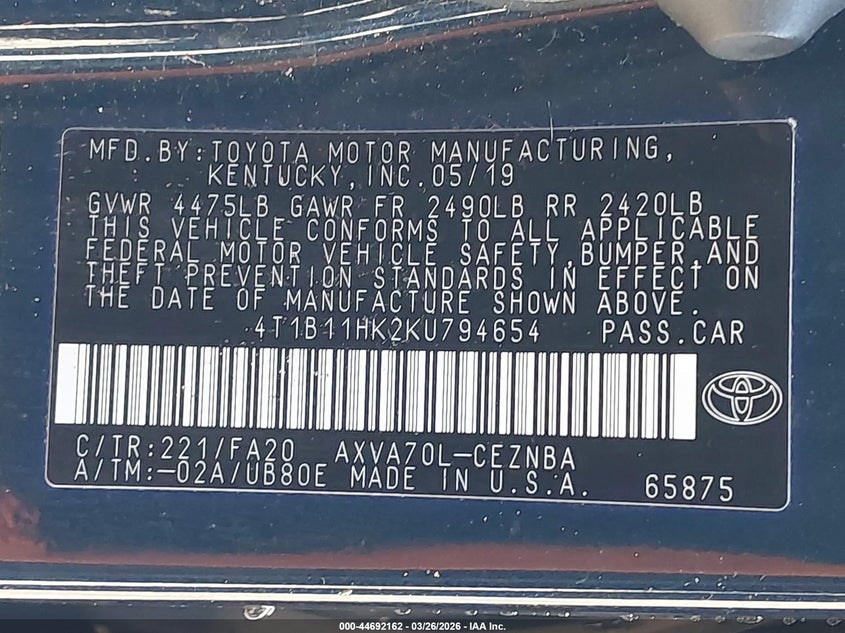 MFD.BY:TOYOTA MOTOR MANUFACTURING,
KENTUCKY,INC.05/19
GVWR 4475LB GAWR FR 2490LB RR 2420LB
THIS VEHICLE CONFORMS TO ALL APPLICABLE
FEDERAL MOTOR VEHICLE SAFETY,BUMPER,AND
THEFT PREVENTION STANDARDS IN EFFECT ON
THE DATE OF MANUFACTURE SHOWN ABOVE.
4T1B11HK2KU794654 PASS.CAR
C/TR:221/FA20 AXVA70L-CEZNBA
A/TM:-02A/UB80E MADE IN U.S.A. 65875
000-44692162 - 03/26/2026 - IAA Inc.